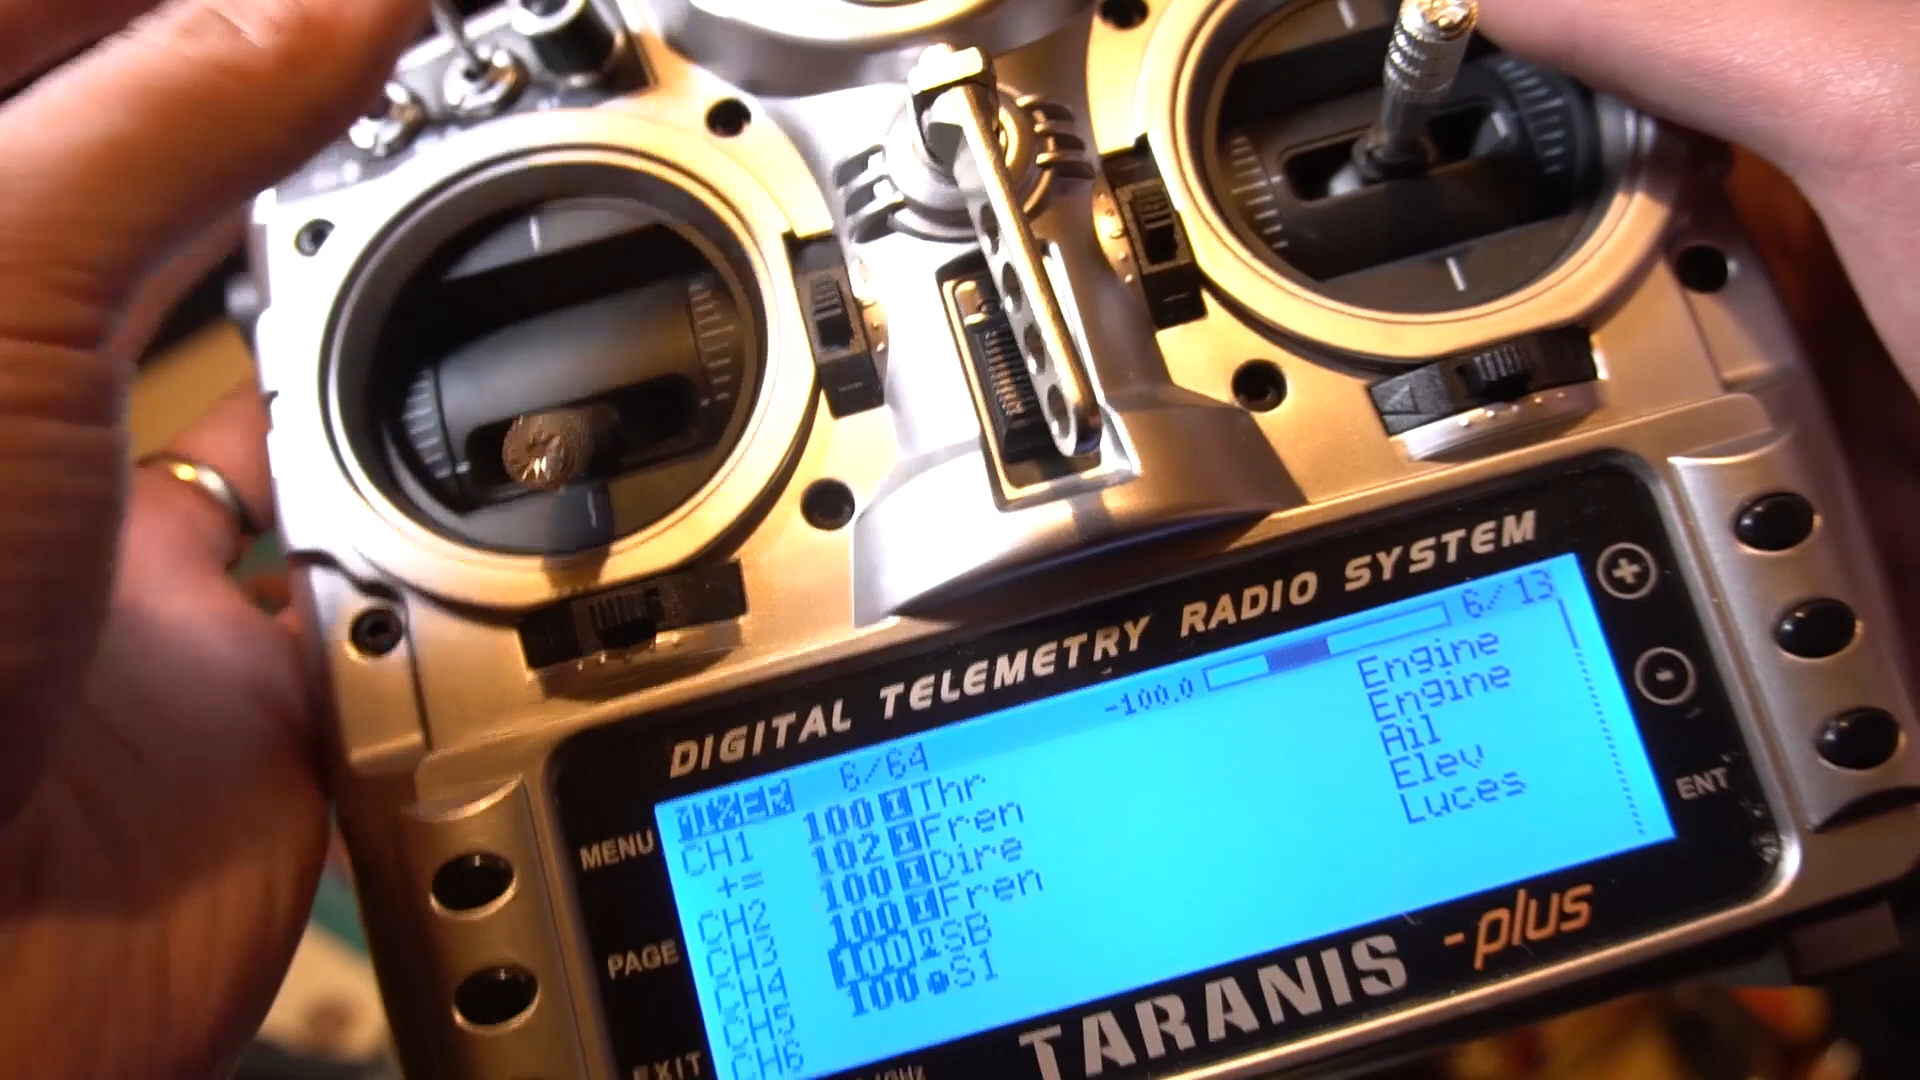 DIGITAL TELEMETRY RADIO SYSTEM
MIXER 6/64 -100.0 6/13
CH1 100 Thr Engine
+= 102 Fren Engine
CH2 100 Dire Ail
CH3 100 Fren Elev
CH4 100 SB Luces
CH5 100 S1
CH6
MENU
PAGE
EXIT
+
-
ENT
TARANIS -plus